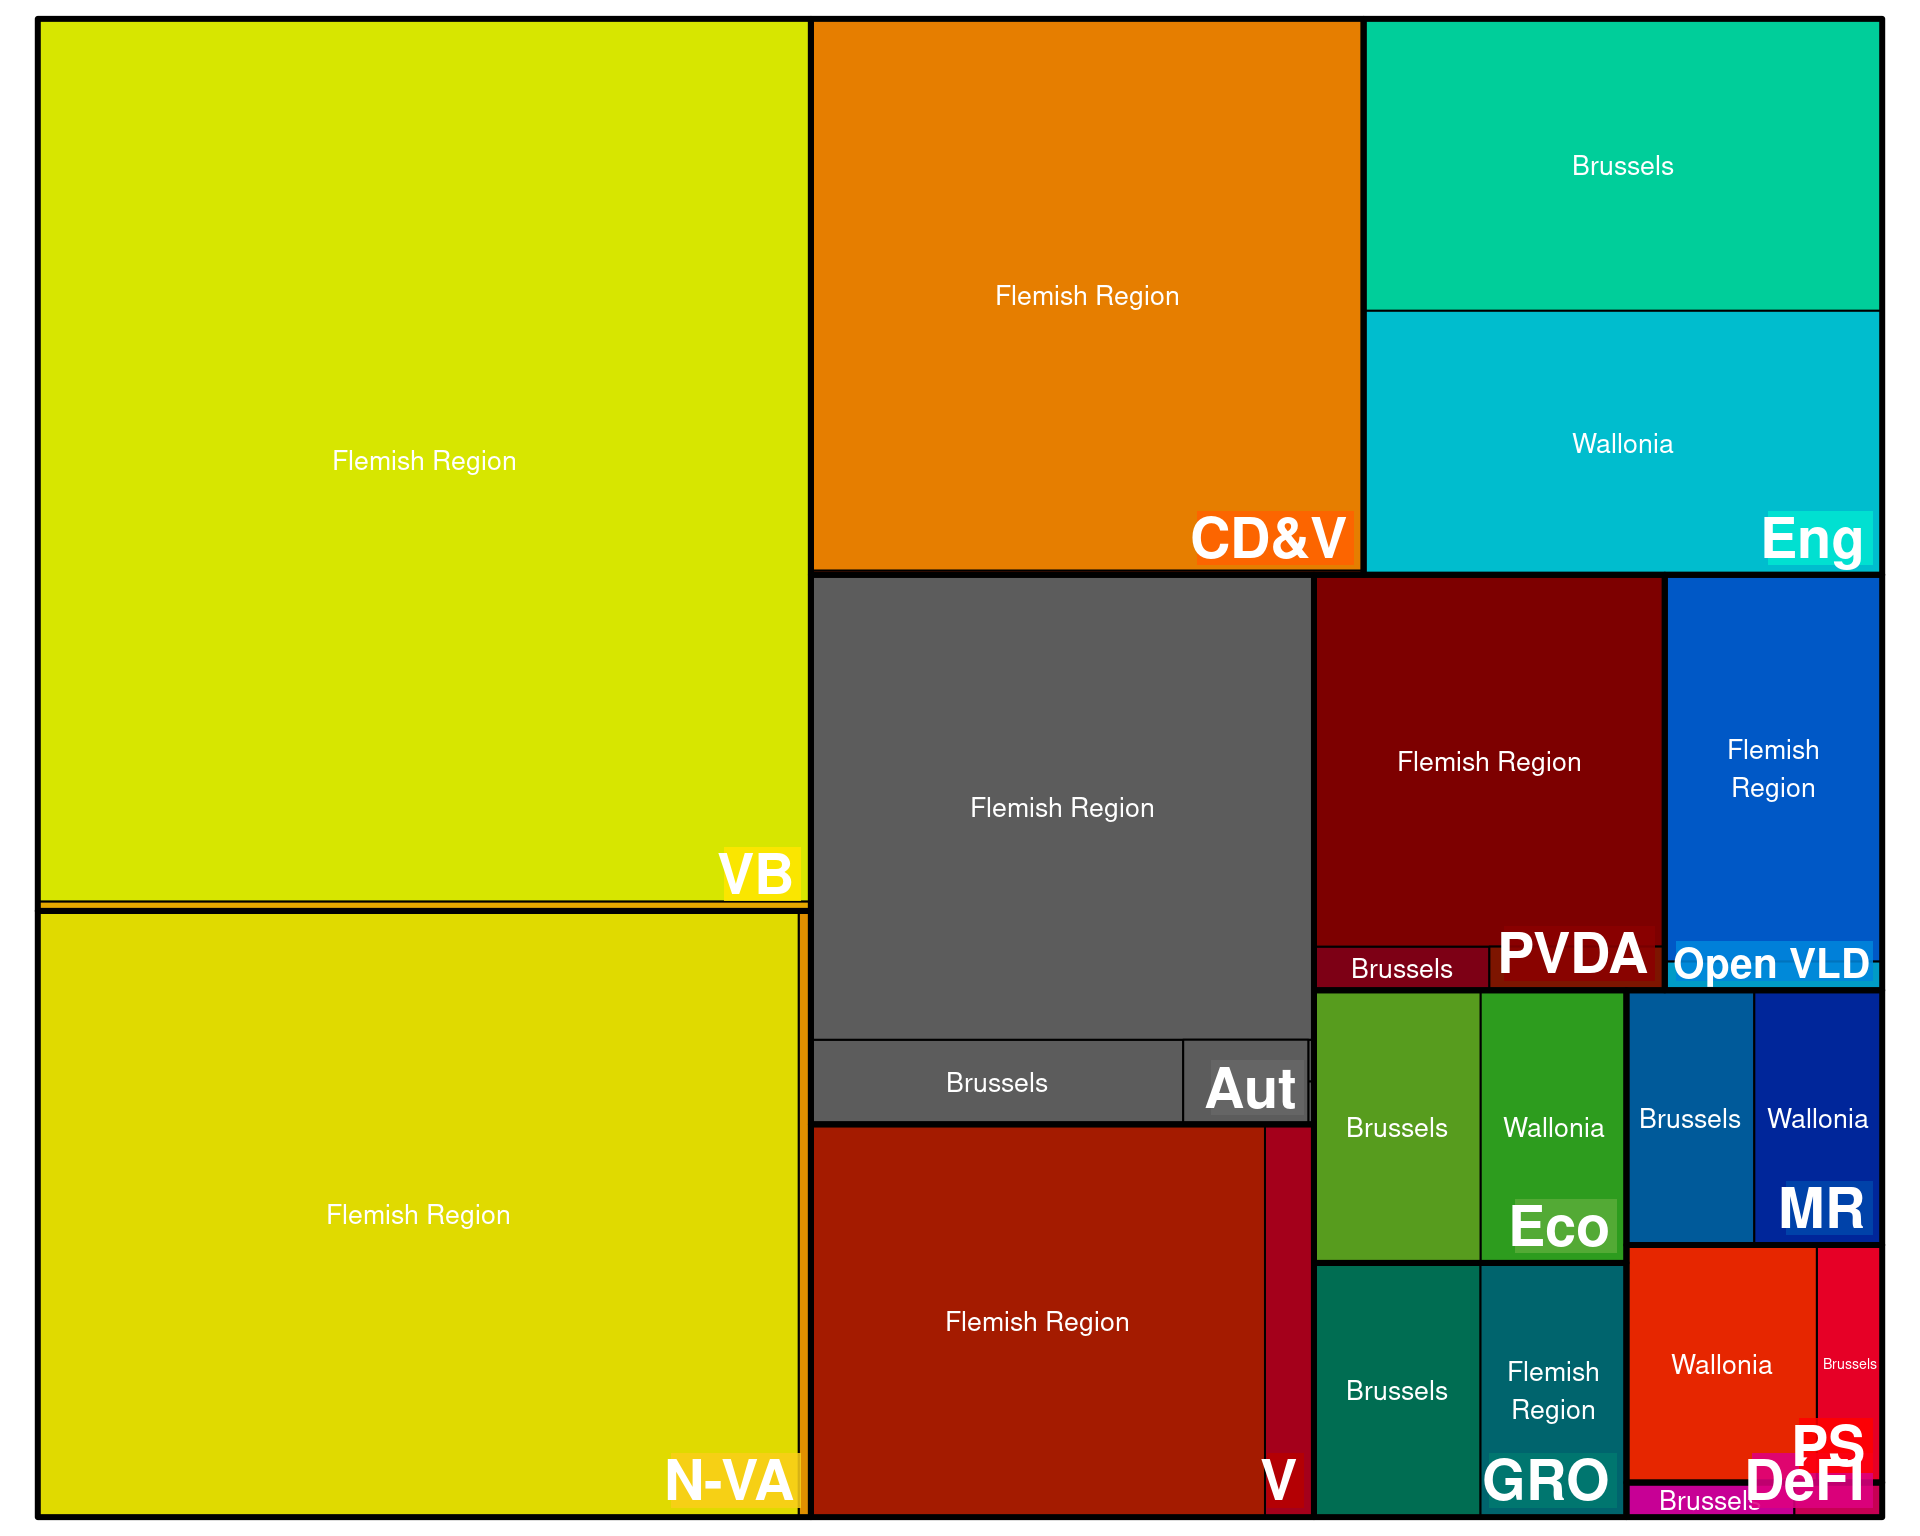 Flemish Region
VB
Flemish Region
N-VA
Flemish Region
CD&V
Brussels
Wallonia
Eng
Flemish Region
Brussels
Aut
Flemish Region
V
Flemish Region
Brussels
PVDA
Flemish
Region
Open VLD
Brussels
Wallonia
Eco
Brussels
Flemish
Region
GRO
Brussels
Wallonia
MR
Wallonia
Brussels
PS
Brussels
DéFI